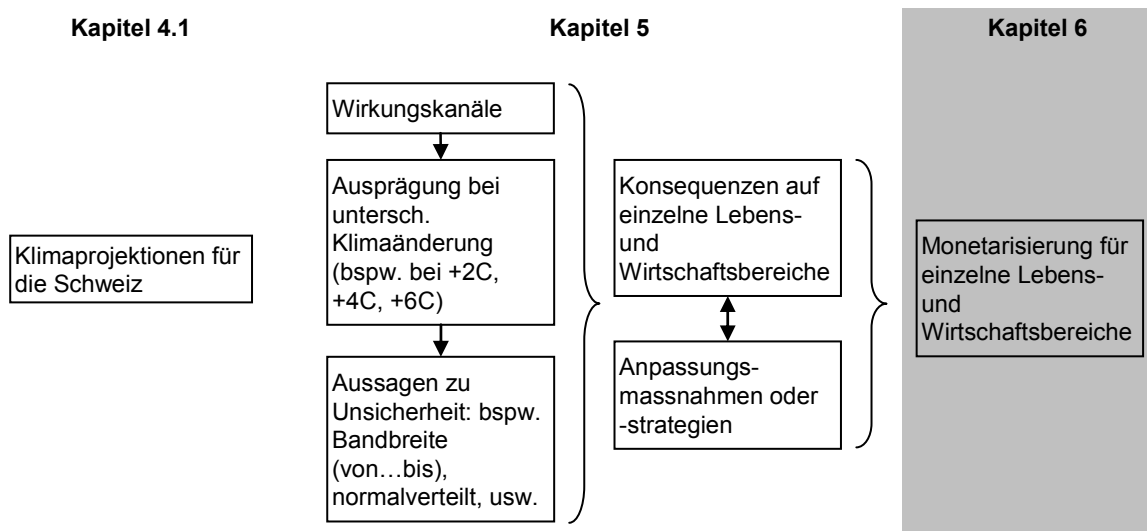 Kapitel 4.1
Kapitel 5
Kapitel 6
Klimaprojektionen für
die Schweiz
Wirkungskanäle
Ausprägung bei
untersch.
Klimaänderung
(bspw. bei +2C,
+4C, +6C)
Aussagen zu
Unsicherheit: bspw.
Bandbreite
(von…bis),
normalverteilt, usw.
Konsequenzen auf
einzelne Lebens-
und
Wirtschaftsbereiche
Anpassungs-
massnahmen oder
-strategien
Monetarisierung für
einzelne Lebens-
und
Wirtschaftsbereiche